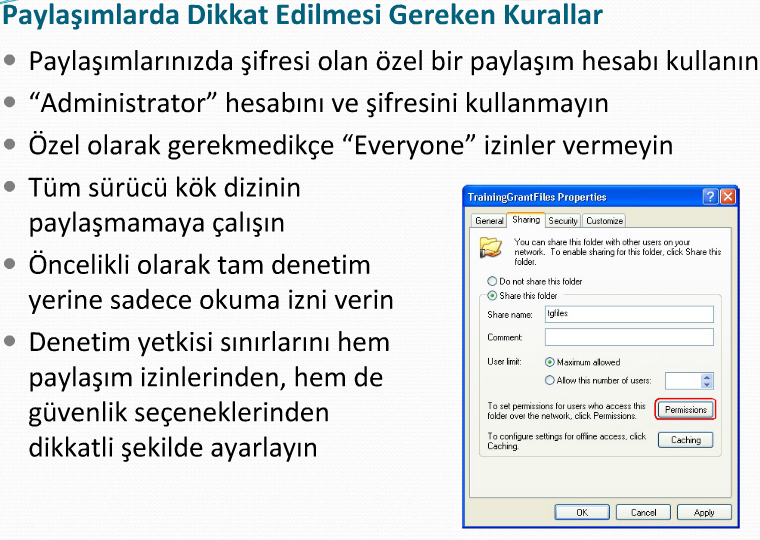 Paylaşımlarda Dikkat Edilmesi Gereken Kurallar
• Paylaşımlarınızda şifresi olan özel bir paylaşım hesabı kullanın
• “Administrator” hesabını ve şifresini kullanmayın
• Özel olarak gerekmedikçe “Everyone” izinler vermeyin
• Tüm sürücü kök dizinin
paylaşmamaya çalışın
• Öncelikli olarak tam denetim
yerine sadece okuma izni verin
• Denetim yetkisi sınırlarını hem
paylaşım izinlerinden, hem de
güvenlik seçeneklerinden
dikkatli şekilde ayarlayın
TrainingGrantFiles Properties
General Sharing Security Customize
You can share this folder with other users on your
network. To enable sharing for this folder, click Share this
folder.
Do not share this folder
Share this folder
Share name: tgfiles
Comment:
User limit: Maximum allowed
Allow this number of users:
To set permissions for users who access this
folder over the network, click Permissions.
Permissions
To configure settings for offline access, click
Caching.
Caching
OK Cancel Apply